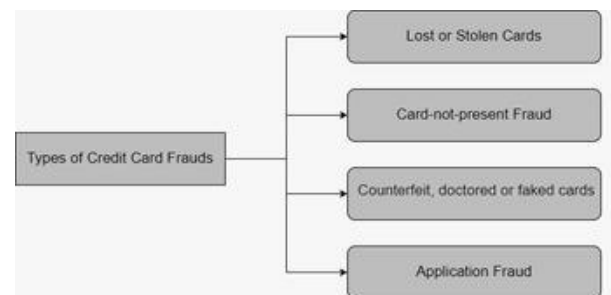 Types of Credit Card Frauds
Lost or Stolen Cards
Card-not-present Fraud
Counterfeit, doctored or faked cards
Application Fraud